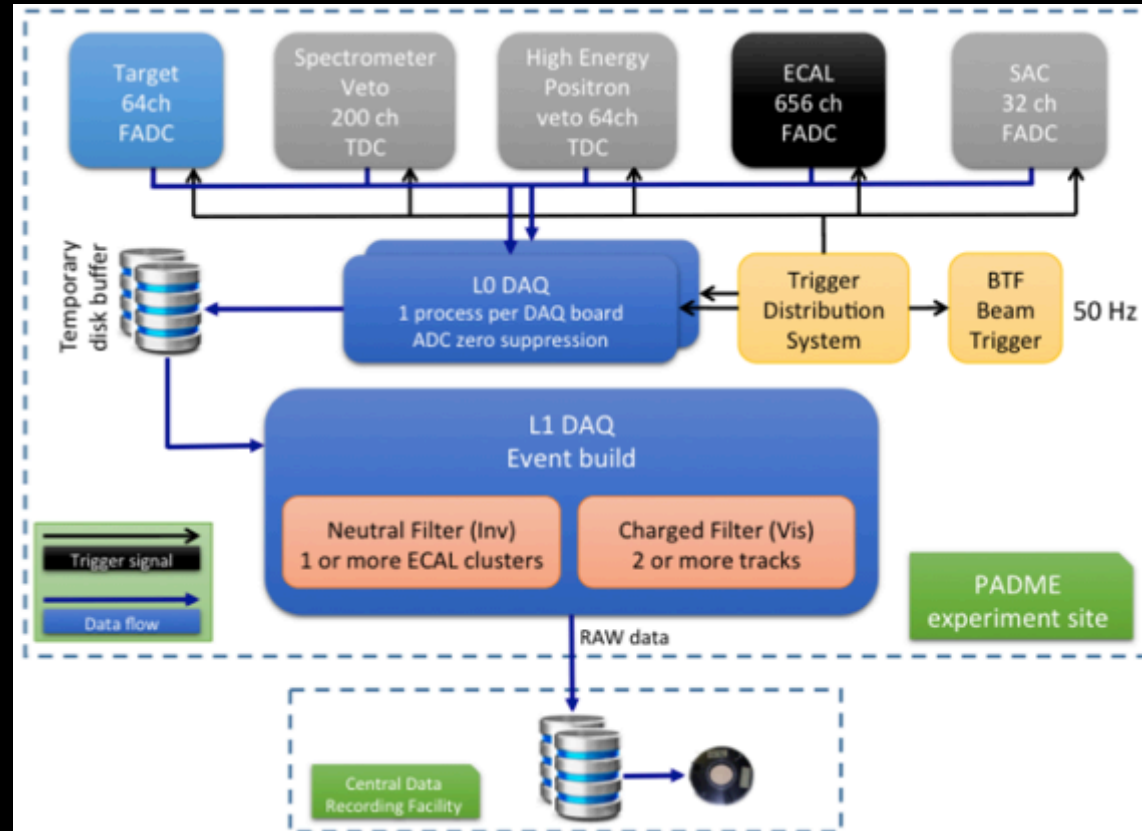 Target
64ch
FADC
Spectrometer
Veto
200 ch
TDC
High Energy
Positron
veto 64ch
TDC
ECAL
656 ch
FADC
SAC
32 ch
FADC
Temporary
disk buffer
L0 DAQ
1 process per DAQ board
ADC zero suppression
Trigger
Distribution
System
BTF
Beam
Trigger
50 Hz
L1 DAQ
Event build
Neutral Filter (Inv)
1 or more ECAL clusters
Charged Filter (Vis)
2 or more tracks
Trigger signal
Data flow
PADME
experiment site
RAW data
Central Data
Recording Facility